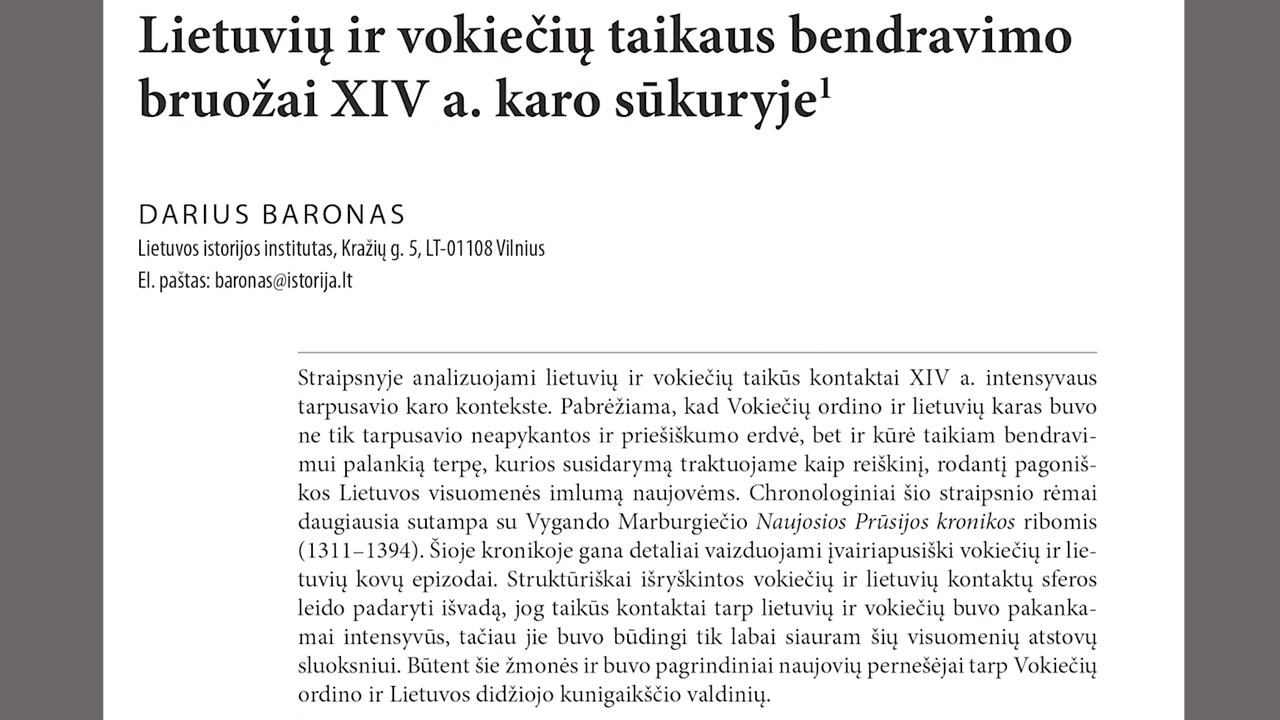 Lietuvių ir vokiečių taikaus bendravimo
bruožai XIV a. karo sūkuryje¹
DARIUS BARONAS
Lietuvos istorijos institutas, Kražių g. 5, LT-01108 Vilnius
El. paštas: baronas@istorija.lt
Straipsnyje analizuojami lietuvių ir vokiečių taikūs kontaktai XIV a. intensyvaus
tarpusavio karo kontekste. Pabrėžiama, kad Vokiečių ordino ir lietuvių karas buvo
ne tik tarpusavio neapykantos ir priešiškumo erdvė, bet ir kūrė taikiam bendravi-
mui palankią terpę, kurios susidarymą traktuojame kaip reiškinį, rodantį pagoniš-
kos Lietuvos visuomenės imlumą naujovėms. Chronologiniai šio straipsnio rėmai
daugiausia sutampa su Vygando Marburgiečio Naujosios Prūsijos kronikos ribomis
(1311–1394). Šioje kronikoje gana detaliai vaizduojami įvairiapusiški vokiečių ir lie-
tuvių kovų epizodai. Struktūriškai išryškintos vokiečių ir lietuvių kontaktų sferos
leido padaryti išvadą, jog taikūs kontaktai tarp lietuvių ir vokiečių buvo pakanka-
mai intensyvūs, tačiau jie buvo būdingi tik labai siauram šių visuomenių atstovų
sluoksniui. Būtent šie žmonės ir buvo pagrindiniai naujovių pernešėjai tarp Vokiečių
ordino ir Lietuvos didžiojo kunigaikščio valdinių.